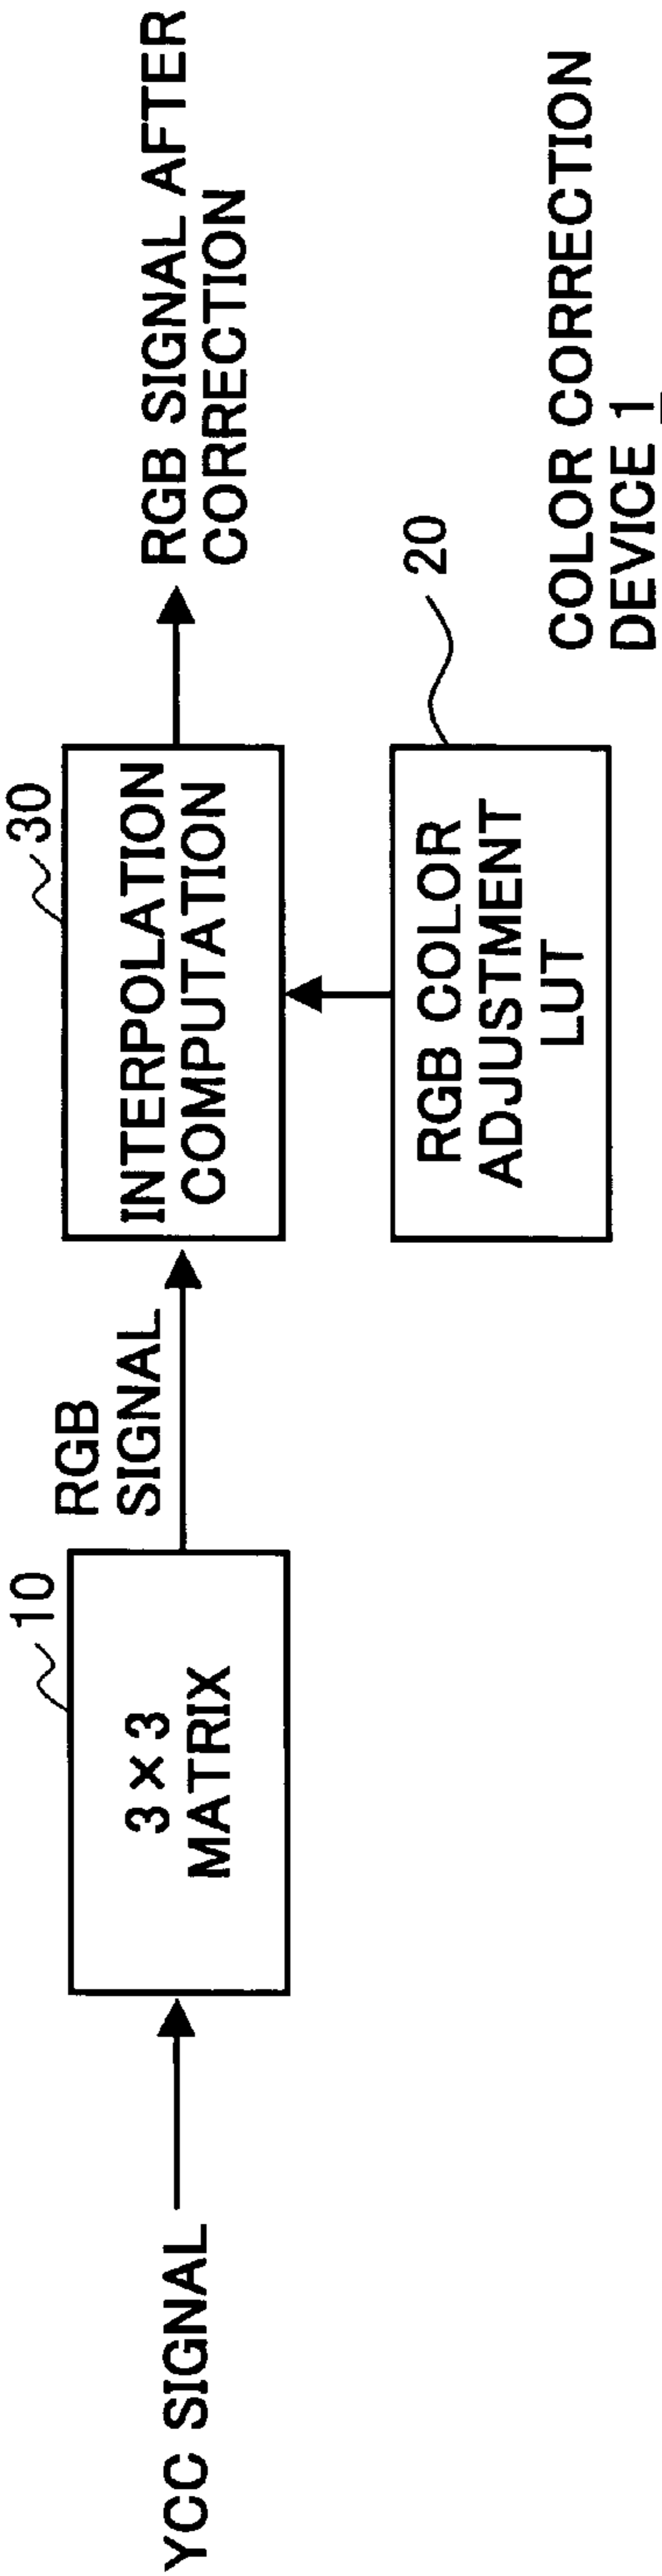 YCC SIGNAL
10
3×3
MATRIX
RGB
SIGNAL
30
INTERPOLATION
COMPUTATION
RGB SIGNAL AFTER
CORRECTION
20
RGB COLOR
ADJUSTMENT
LUT
COLOR CORRECTION
DEVICE 1